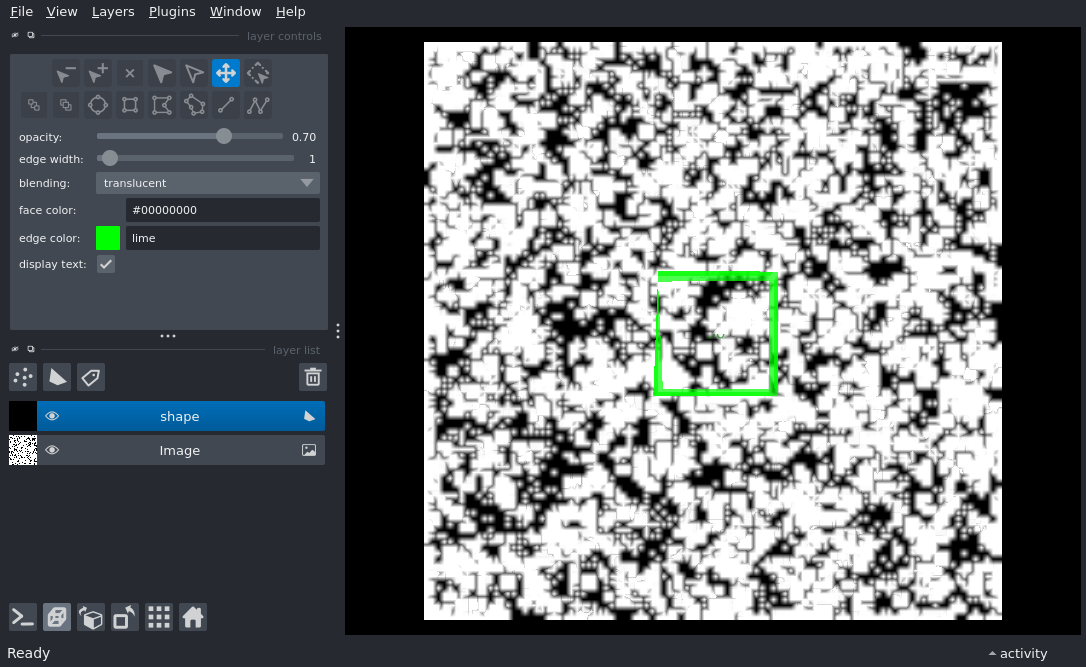 File View Layers Plugins Window Help
layer controls
opacity: 0.70
edge width: 1
blending: translucent
face color: #00000000
edge color: lime
display text:
layer list
shape
Image
Ready
activity